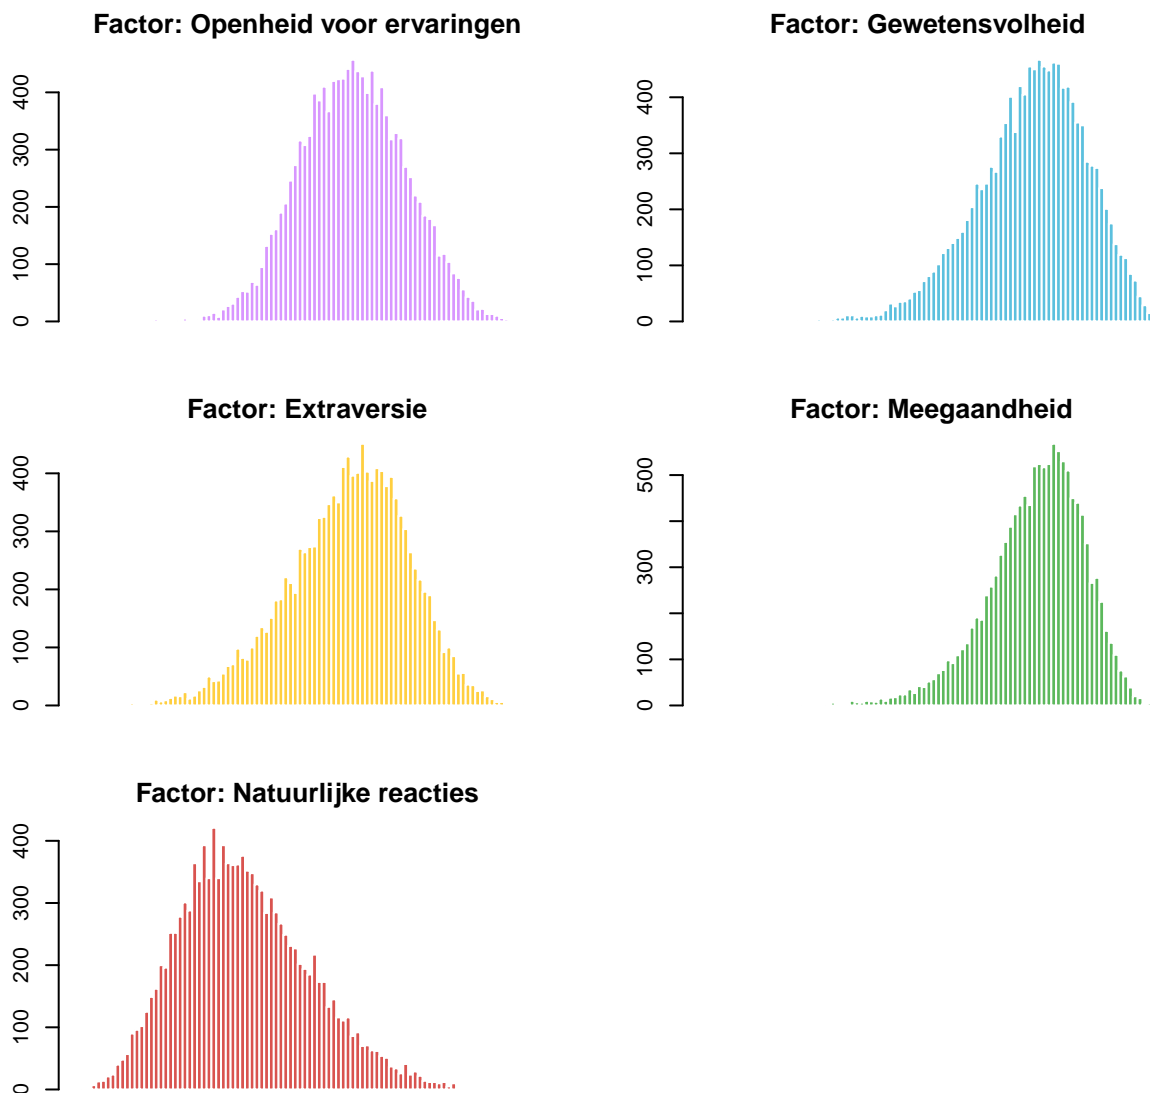 Factor: Openheid voor ervaringen
0 100 200 300 400
Factor: Gewetensvolheid
0 100 200 300 400
Factor: Extraversie
0 100 200 300 400
Factor: Meegaandheid
0 100 300 500
Factor: Natuurlijke reacties
0 100 200 300 400